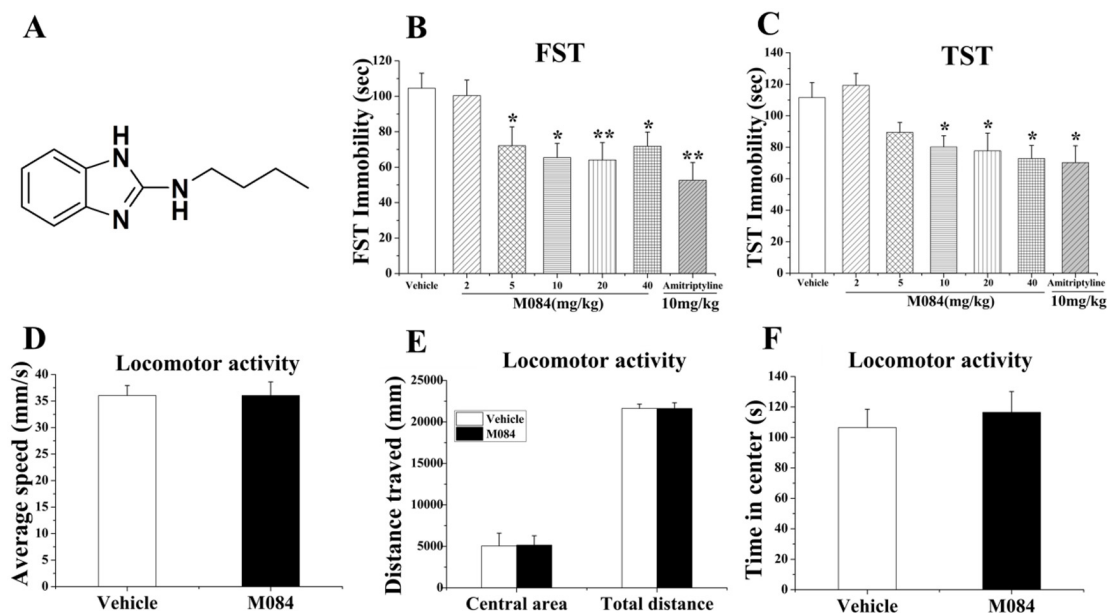 A
H
N
N
H
N
B
FST
FST Immobility (sec)
120
100
80
60
40
20
0
*
*
**
*
**
Vehicle
2
5
10
20
40
Amitriptyline
M084(mg/kg)
10mg/kg
C
TST
TST Immobility (sec)
140
120
100
80
60
40
20
0
*
*
*
*
Vehicle
2
5
10
20
40
Amitriptyline
M084(mg/kg)
10mg/kg
D
Locomotor activity
Average speed (mm/s)
40
35
30
25
20
15
10
5
0
Vehicle
M084
E
Locomotor activity
Distance traved (mm)
25000
20000
15000
10000
5000
0
Vehicle
M084
Central area
Total distance
F
Locomotor activity
Time in center (s)
140
120
100
80
60
40
20
0
Vehicle
M084